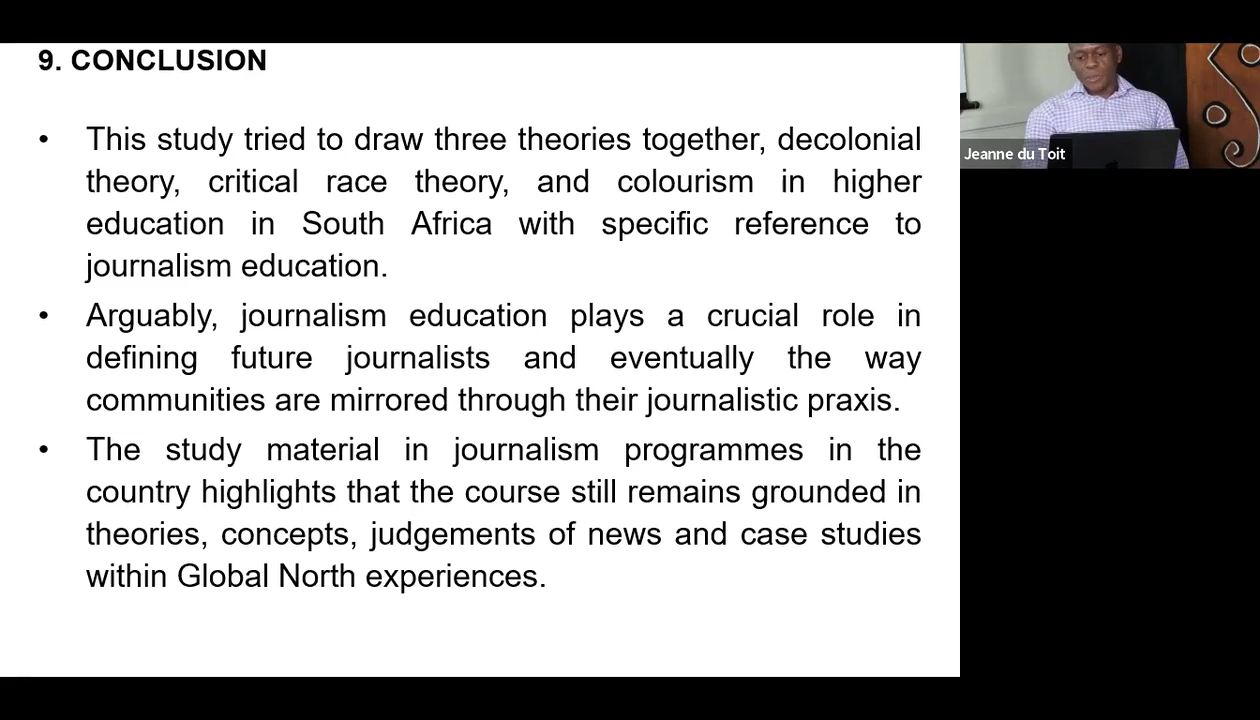 9. CONCLUSION
• This study tried to draw three theories together, decolonial
theory, critical race theory, and colourism in higher
education in South Africa with specific reference to
journalism education.
• Arguably, journalism education plays a crucial role in
defining future journalists and eventually the way
communities are mirrored through their journalistic praxis.
• The study material in journalism programmes in the
country highlights that the course still remains grounded in
theories, concepts, judgements of news and case studies
within Global North experiences.
Jeanne du Toit